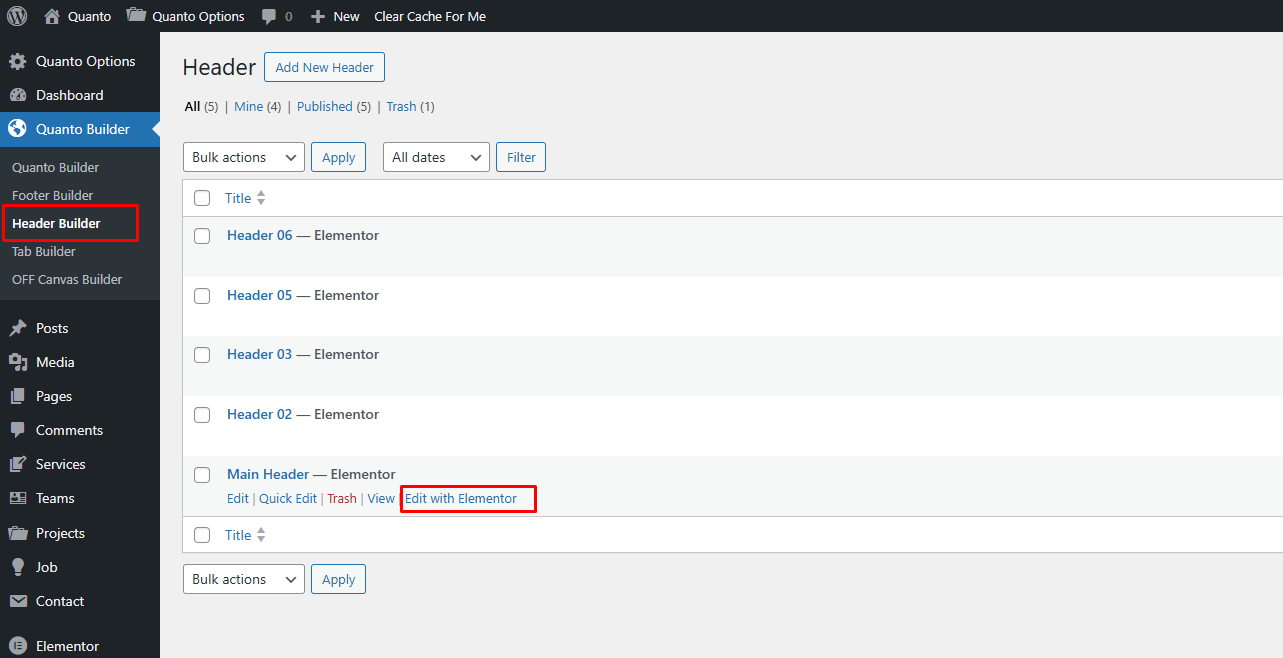 Quanto Quanto Options 0 New Clear Cache For Me
Quanto Options
Dashboard
Quanto Builder
Quanto Builder
Footer Builder
Header Builder
Tab Builder
OFF Canvas Builder
Posts
Media
Pages
Comments
Services
Teams
Projects
Job
Contact
Elementor
Header Add New Header
All (5) | Mine (4) | Published (5) | Trash (1)
Bulk actions Apply All dates Filter
Title
Header 06 — Elementor
Header 05 — Elementor
Header 03 — Elementor
Header 02 — Elementor
Main Header — Elementor
Edit | Quick Edit | Trash | View | Edit with Elementor
Title
Bulk actions Apply